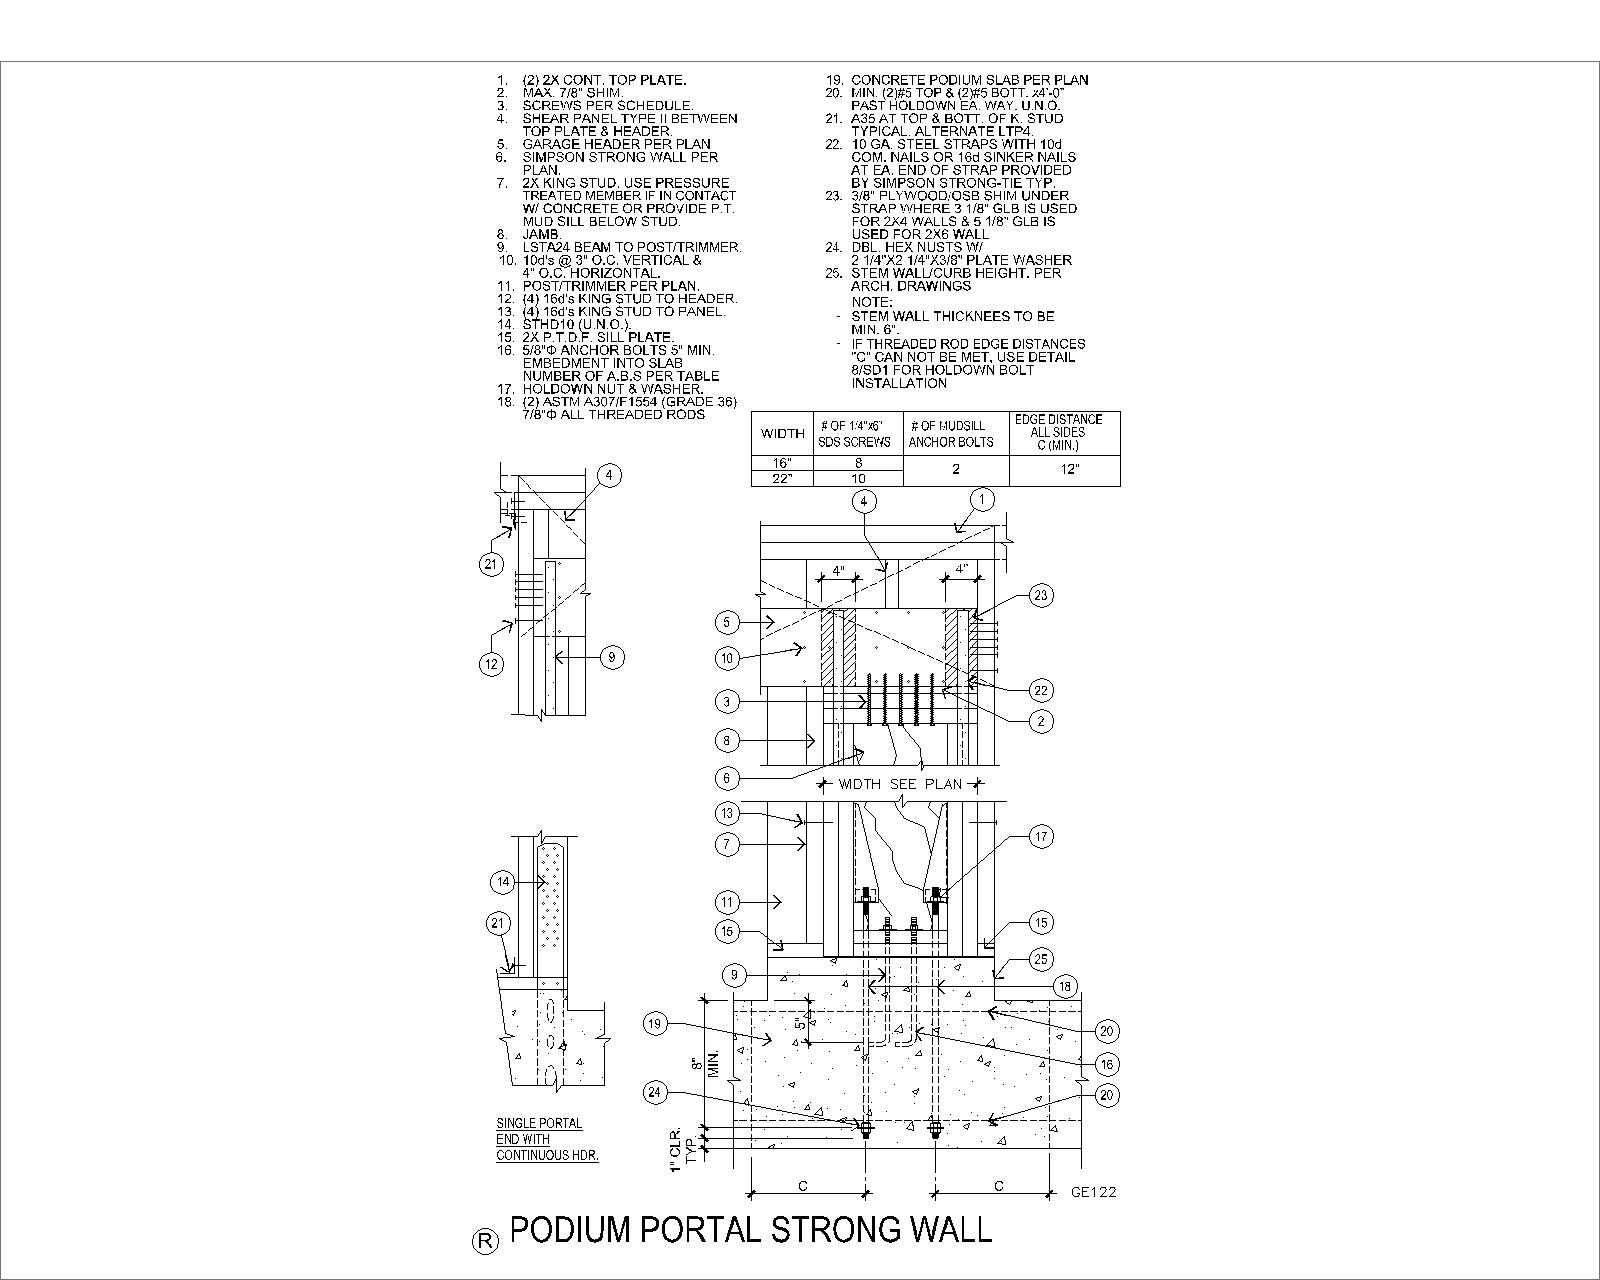 1. (2) 2X CONT. TOP PLATE.
2. MAX. 7/8" SHIM.
3. SCREWS PER SCHEDULE.
4. SHEAR PANEL TYPE II BETWEEN
TOP PLATE & HEADER.
5. GARAGE HEADER PER PLAN
6. SIMPSON STRONG WALL PER
PLAN.
7. 2X KING STUD. USE PRESSURE
TREATED MEMBER IF IN CONTACT
W/ CONCRETE OR PROVIDE P.T.
MUD SILL BELOW STUD.
8. JAMB.
9. LSTA24 BEAM TO POST/TRIMMER.
10. 10d's @ 3" O.C. VERTICAL &
4" O.C. HORIZONTAL.
11. POST/TRIMMER PER PLAN.
12. (4) 16d's KING STUD TO HEADER.
13. (4) 16d's KING STUD TO PANEL.
14. STHD10 (U.N.O.).
15. 2X P.T.D.F. SILL PLATE.
16. 5/8"Φ ANCHOR BOLTS 5" MIN.
EMBEDMENT INTO SLAB
NUMBER OF A.B.S PER TABLE
17. HOLDOWN NUT & WASHER.
18. (2) ASTM A307/F1554 (GRADE 36)
7/8"Φ ALL THREADED RODS
19. CONCRETE PODIUM SLAB PER PLAN
20. MIN. (2)#5 TOP & (2)#5 BOTT. x4'-0"
PAST HOLDOWN EA. WAY. U.N.O.
21. A35 AT TOP & BOTT. OF K. STUD
TYPICAL. ALTERNATE LTP4.
22. 10 GA. STEEL STRAPS WITH 10d
COM. NAILS OR 16d SINKER NAILS
AT EA. END OF STRAP PROVIDED
BY SIMPSON STRONG-TIE TYP.
23. 3/8" PLYWOOD/OSB SHIM UNDER
STRAP WHERE 3 1/8" GLB IS USED
FOR 2X4 WALLS & 5 1/8" GLB IS
USED FOR 2X6 WALL
24. DBL. HEX NUSTS W/
2 1/4"X2 1/4"X3/8" PLATE WASHER
25. STEM WALL/CURB HEIGHT. PER
ARCH. DRAWINGS
NOTE:
- STEM WALL THICKNEES TO BE
MIN. 6".
- IF THREADED ROD EDGE DISTANCES
"C" CAN NOT BE MET, USE DETAIL
8/SD1 FOR HOLDOWN BOLT
INSTALLATION
WIDTH # OF 1/4"x6" SDS SCREWS # OF MUDSILL ANCHOR BOLTS EDGE DISTANCE ALL SIDES C (MIN.)
16" 8 2 12"
22" 10
4
21
12
9
4
1
4"
4"
23
5
10
3
22
2
8
6
WIDTH SEE PLAN
13
7
17
11
15
15
9
25
18
14
21
19
5"
20
16
8" MIN.
24
20
1" CLR. TYP.
C
C
GE122
SINGLE PORTAL
END WITH
CONTINUOUS HDR.
R PODIUM PORTAL STRONG WALL